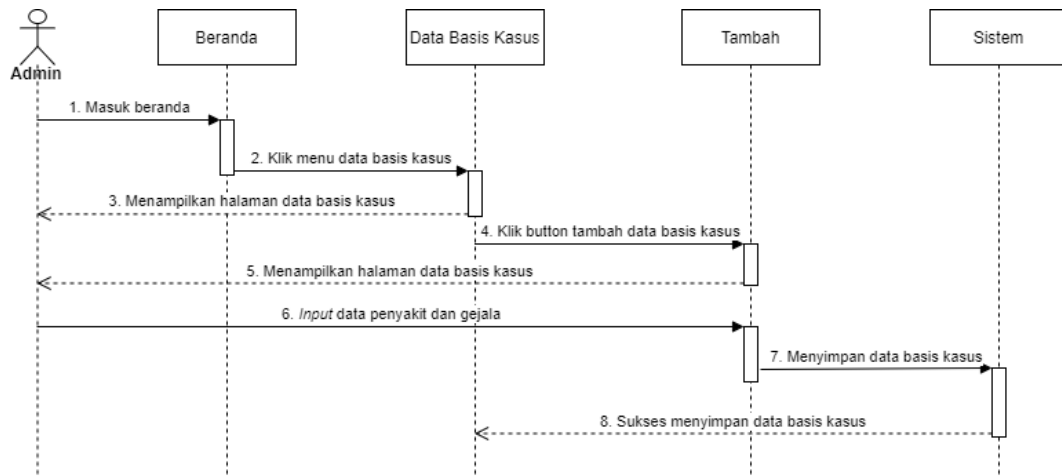 Admin
Beranda
Data Basis Kasus
Tambah
Sistem
1. Masuk beranda
2. Klik menu data basis kasus
3. Menampilkan halaman data basis kasus
4. Klik button tambah data basis kasus
5. Menampilkan halaman data basis kasus
6. Input data penyakit dan gejala
7. Menyimpan data basis kasus
8. Sukses menyimpan data basis kasus